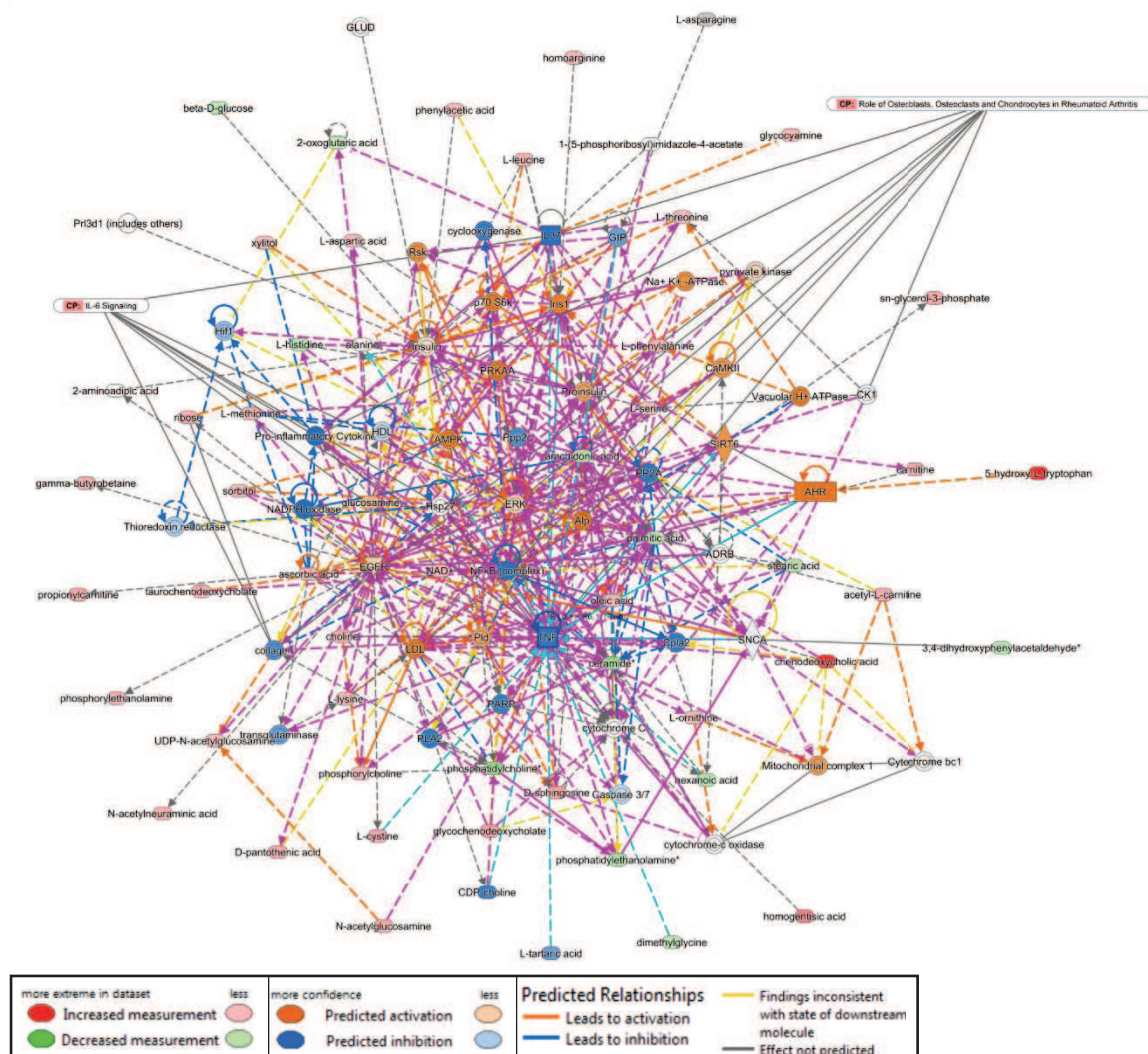 GLUD
L-asparagine
homoarginine
CP: Role of Osteoblasts, Osteoclasts and Chondrocytes in Rheumatoid Arthritis
beta-D-glucose
phenylacetic acid
glycocyamine
2-oxoglutaric acid
1-(5-phosphoribosyl)imidazole-4-acetate
L-leucine
Prl3d1 (includes others)
L-threonine
cyclooxygenase
GIP
xylitol
L-aspartic acid
Rsk
pyruvate kinase
Na+ K+ -ATPase
sn-glycerol-3-phosphate
CP: IL-6 Signaling
p70 S6k
Ins1
Hif1
L-histidine
alanine
Insulin
L-phenylalanine
CaMKII
PRKAA
2-aminoadipic acid
Proinsulin
Vacuolar H+ ATPase
CK1
ribose
L-methionine
L-serine
HDL
Pro-inflammatory Cytokine
AMPK
Ppp2c
SIRT6
arachidonic acid
PP2A
carnitine
5-hydroxy-L-tryptophan
gamma-butyrobetaine
sorbitol
glucosamine
AHR
NADPH oxidase
Hsp27
ERK
Thioredoxin reductase
Alp
palmitic acid
ADRB
stearic acid
ascorbic acid
EGFR
NAD+
NFkB (complex)
propionylcarnitine
taurochenodeoxycholate
oleic acid
acetyl-L-carnitine
choline
Pld
TNF
SNCA
collagen
LDL
Cpla2
3,4-dihydroxyphenylacetaldehyde*
ceramide*
chenodeoxycholic acid
phosphorylethanolamine
L-lysine
PARP
L-ornithine
cytochrome C
UDP-N-acetylglucosamine
transglutaminase
PLA2
Mitochondrial complex 1
Cytochrome bc1
phosphorylcholine
phosphatidylcholine*
hexanoic acid
D-sphingosine
Caspase 3/7
N-acetylneuraminic acid
L-cystine
glycochenodeoxycholate
cytochrome-c oxidase
D-pantothenic acid
phosphatidylethanolamine*
CDP-choline
homogentisic acid
N-acetylglucosamine
dimethylglycine
L-tartaric acid
more extreme in dataset less
Increased measurement
Decreased measurement
more confidence less
Predicted activation
Predicted inhibition
Predicted Relationships
Leads to activation
Leads to inhibition
Findings inconsistent
with state of downstream
molecule
Effect not predicted